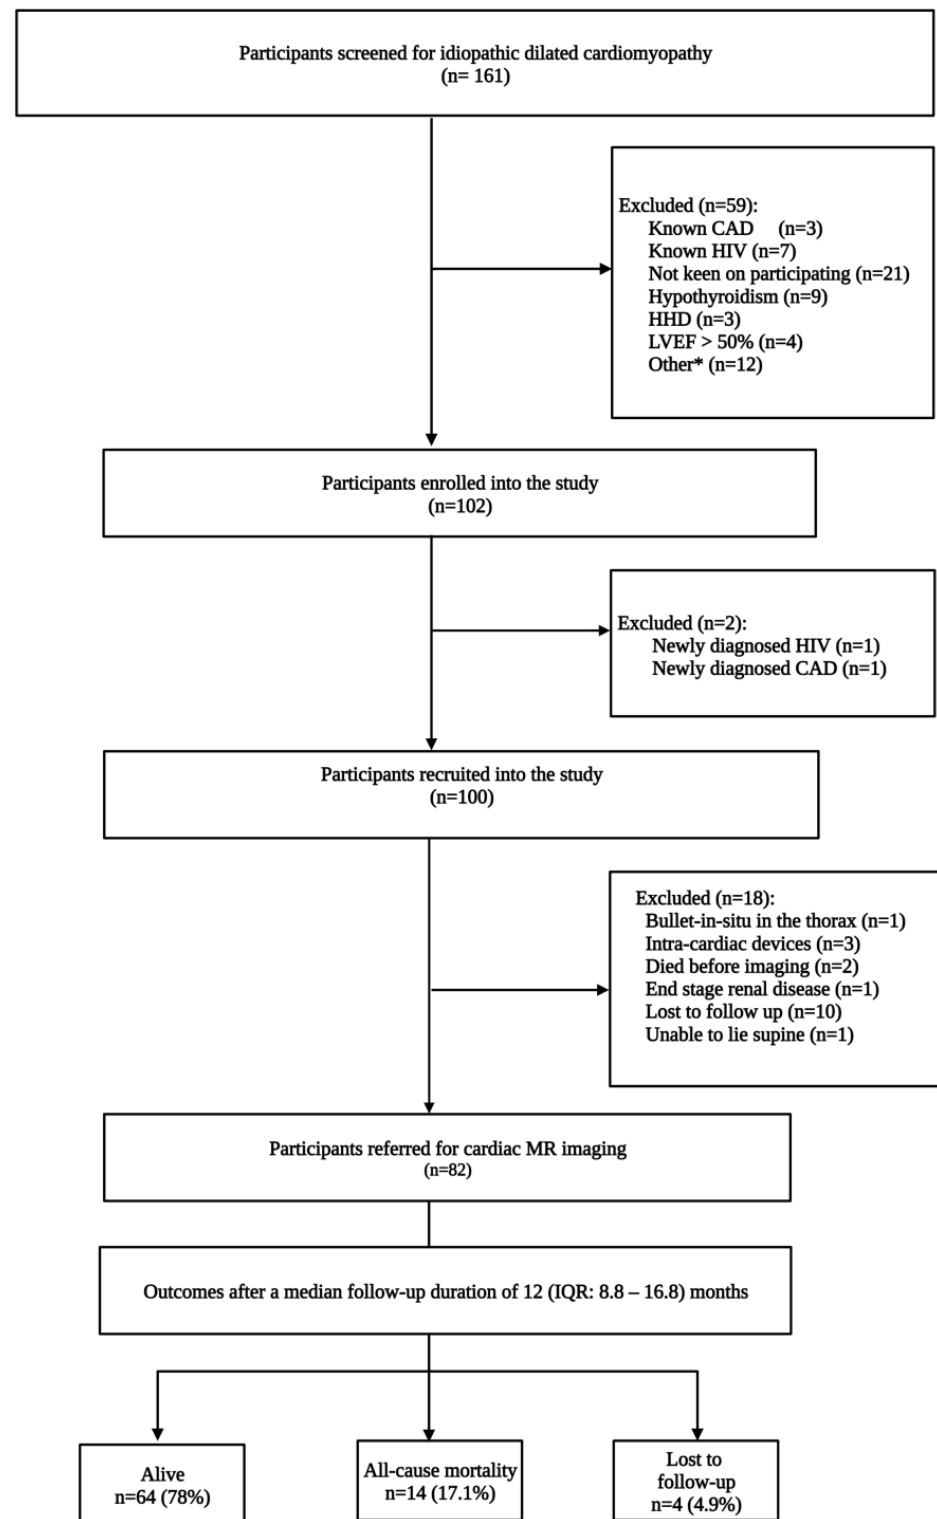 Participants screened for idiopathic dilated cardiomyopathy
(n= 161)
Excluded (n=59):
Known CAD (n=3)
Known HIV (n=7)
Not keen on participating (n=21)
Hypothyroidism (n=9)
HHD (n=3)
LVEF > 50% (n=4)
Other* (n=12)
Participants enrolled into the study
(n=102)
Excluded (n=2):
Newly diagnosed HIV (n=1)
Newly diagnosed CAD (n=1)
Participants recruited into the study
(n=100)
Excluded (n=18):
Bullet-in-situ in the thorax (n=1)
Intra-cardiac devices (n=3)
Died before imaging (n=2)
End stage renal disease (n=1)
Lost to follow up (n=10)
Unable to lie supine (n=1)
Participants referred for cardiac MR imaging
(n=82)
Outcomes after a median follow-up duration of 12 (IQR: 8.8 – 16.8) months
Alive
n=64 (78%)
All-cause mortality
n=14 (17.1%)
Lost to
follow-up
n=4 (4.9%)